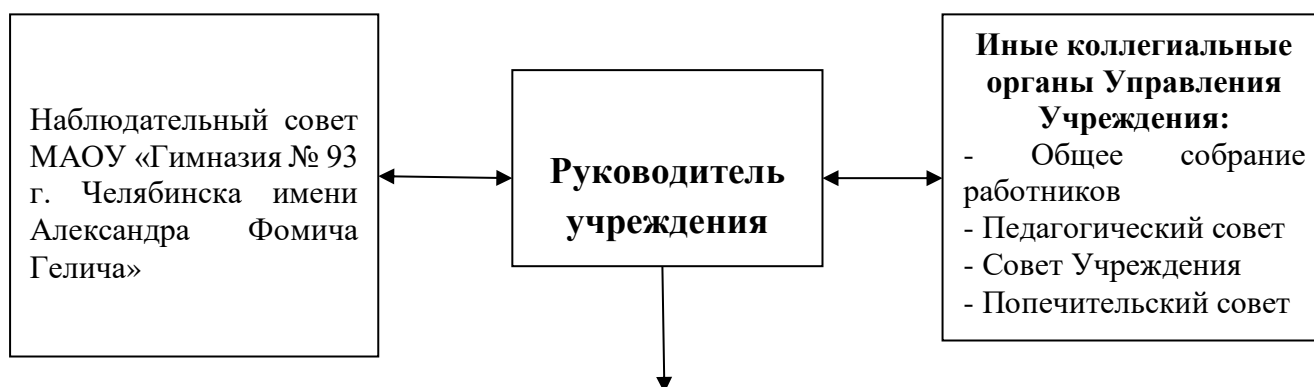 Наблюдательный совет
МАОУ «Гимназия № 93
г. Челябинска имени
Александра Фомича
Гелича»
Руководитель
учреждения
Иные коллегиальные
органы Управления
Учреждения:
- Общее собрание
работников
- Педагогический совет
- Совет Учреждения
- Попечительский совет